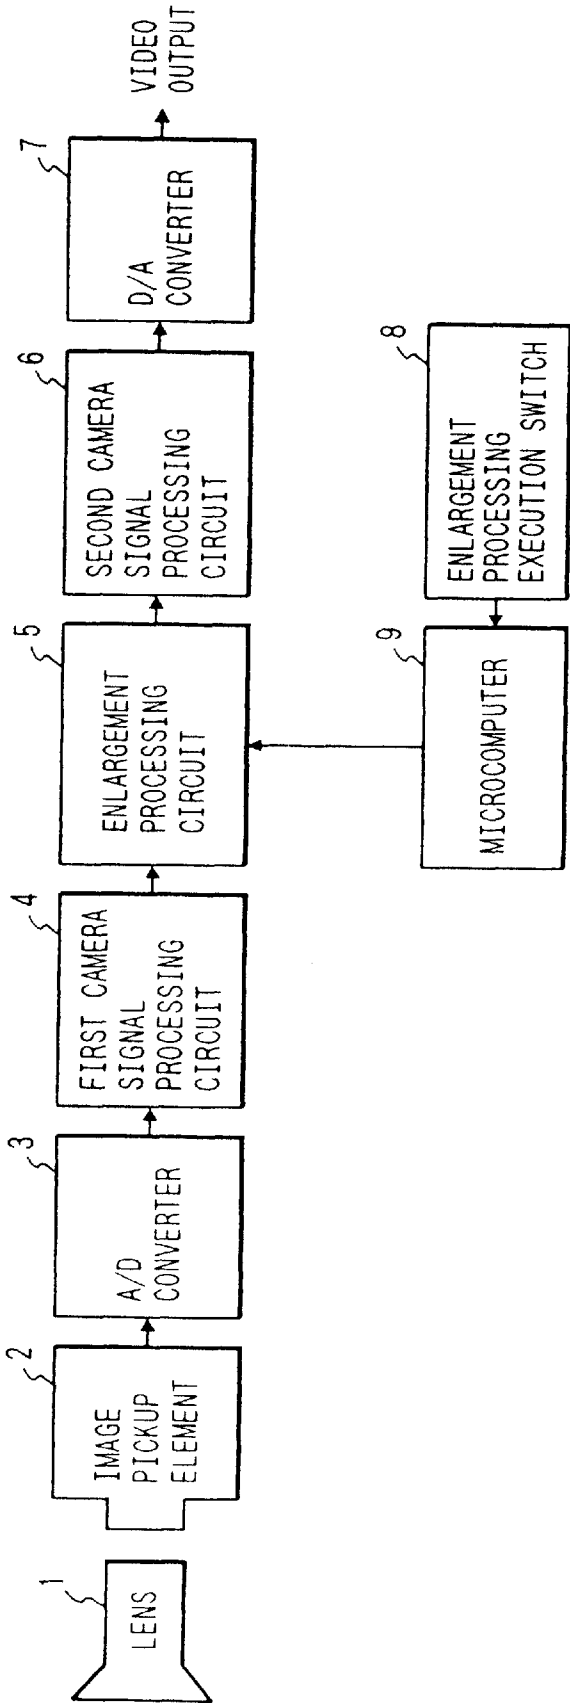 1
LENS
2
IMAGE
PICKUP
ELEMENT
3
A/D
CONVERTER
4
FIRST CAMERA
SIGNAL
PROCESSING
CIRCUIT
5
ENLARGEMENT
PROCESSING
CIRCUIT
6
SECOND CAMERA
SIGNAL
PROCESSING
CIRCUIT
7
D/A
CONVERTER
VIDEO
OUTPUT
9
MICROCOMPUTER
8
ENLARGEMENT
PROCESSING
EXECUTION SWITCH